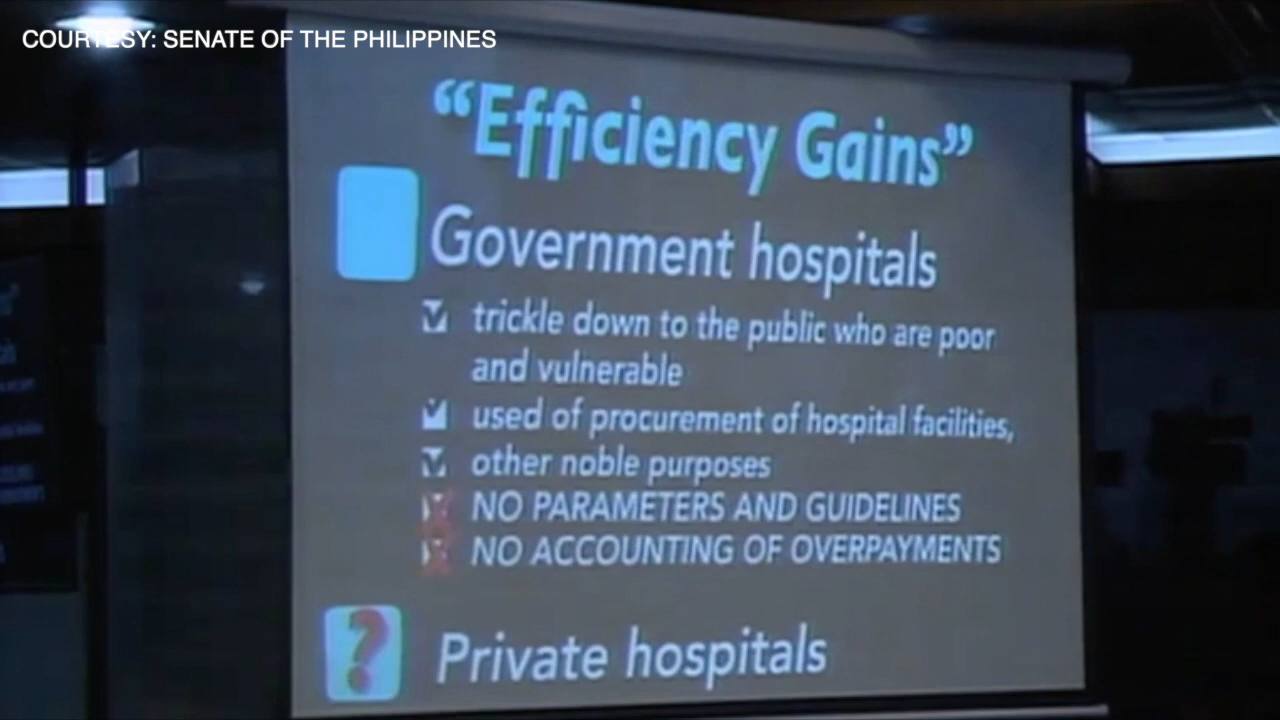 COURTESY: SENATE OF THE PHILIPPINES
“Efficiency Gains”
Government hospitals
trickle down to the public who are poor
and vulnerable
used of procurement of hospital facilities,
other noble purposes
NO PARAMETERS AND GUIDELINES
NO ACCOUNTING OF OVERPAYMENTS
? Private hospitals